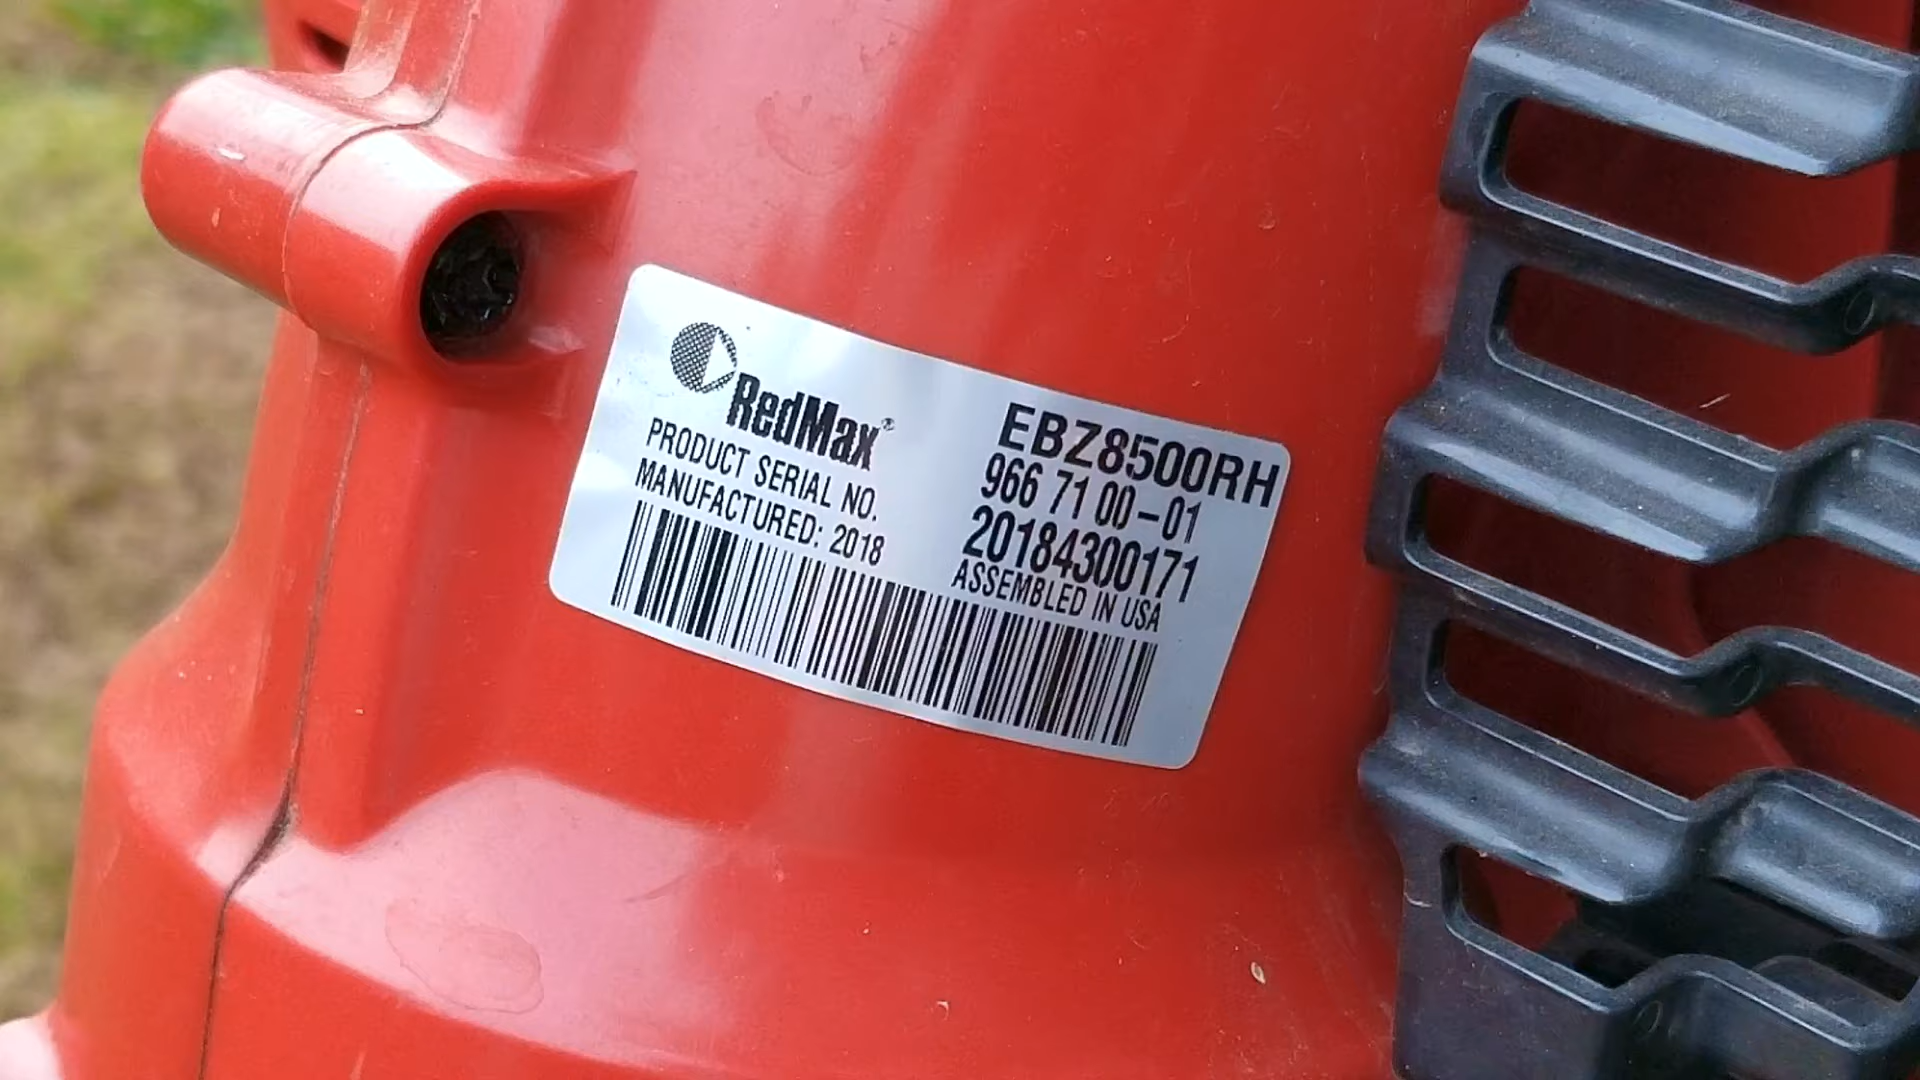 RedMax®
EBZ8500RH
PRODUCT SERIAL NO.
966 71 00-01
MANUFACTURED: 2018
20184300171
ASSEMBLED IN USA